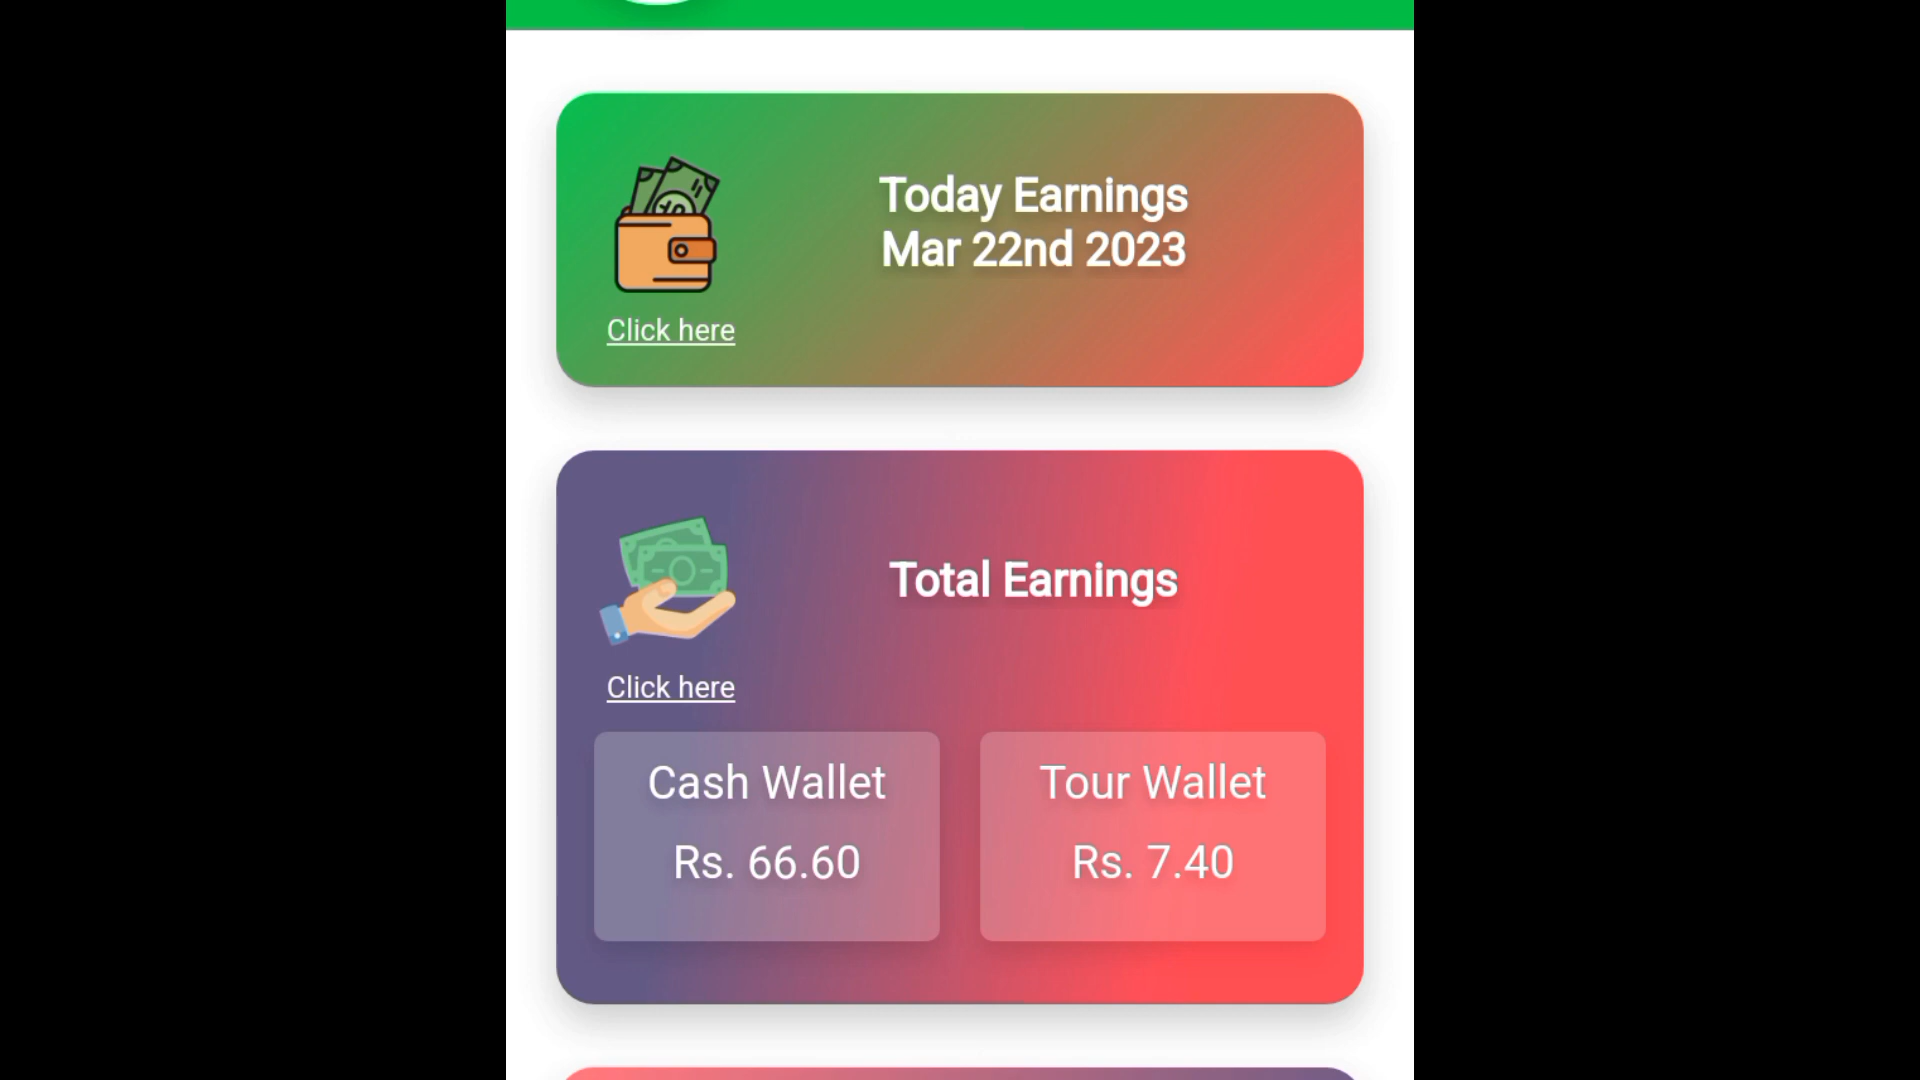 Today Earnings
Mar 22nd 2023
Click here
Total Earnings
Click here
Cash Wallet
Rs. 66.60
Tour Wallet
Rs. 7.40